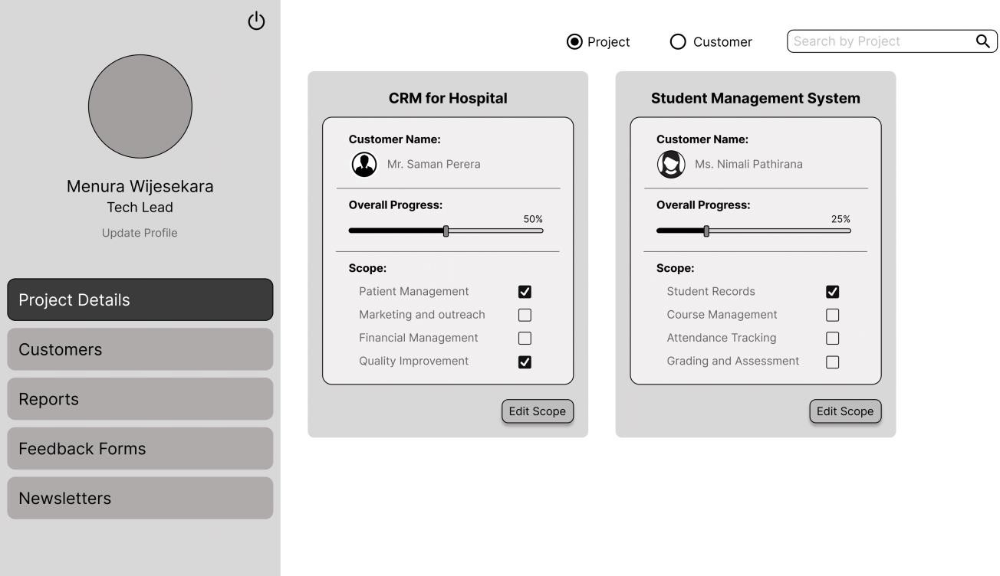 Menura Wijesekara
Tech Lead
Update Profile
Project Details
Customers
Reports
Feedback Forms
Newsletters
Project
Customer
Search by Project
CRM for Hospital
Customer Name:
Mr. Saman Perera
Overall Progress:
50%
Scope:
Patient Management
Marketing and outreach
Financial Management
Quality Improvement
Edit Scope
Student Management System
Customer Name:
Ms. Nimali Pathirana
Overall Progress:
25%
Scope:
Student Records
Course Management
Attendance Tracking
Grading and Assessment
Edit Scope